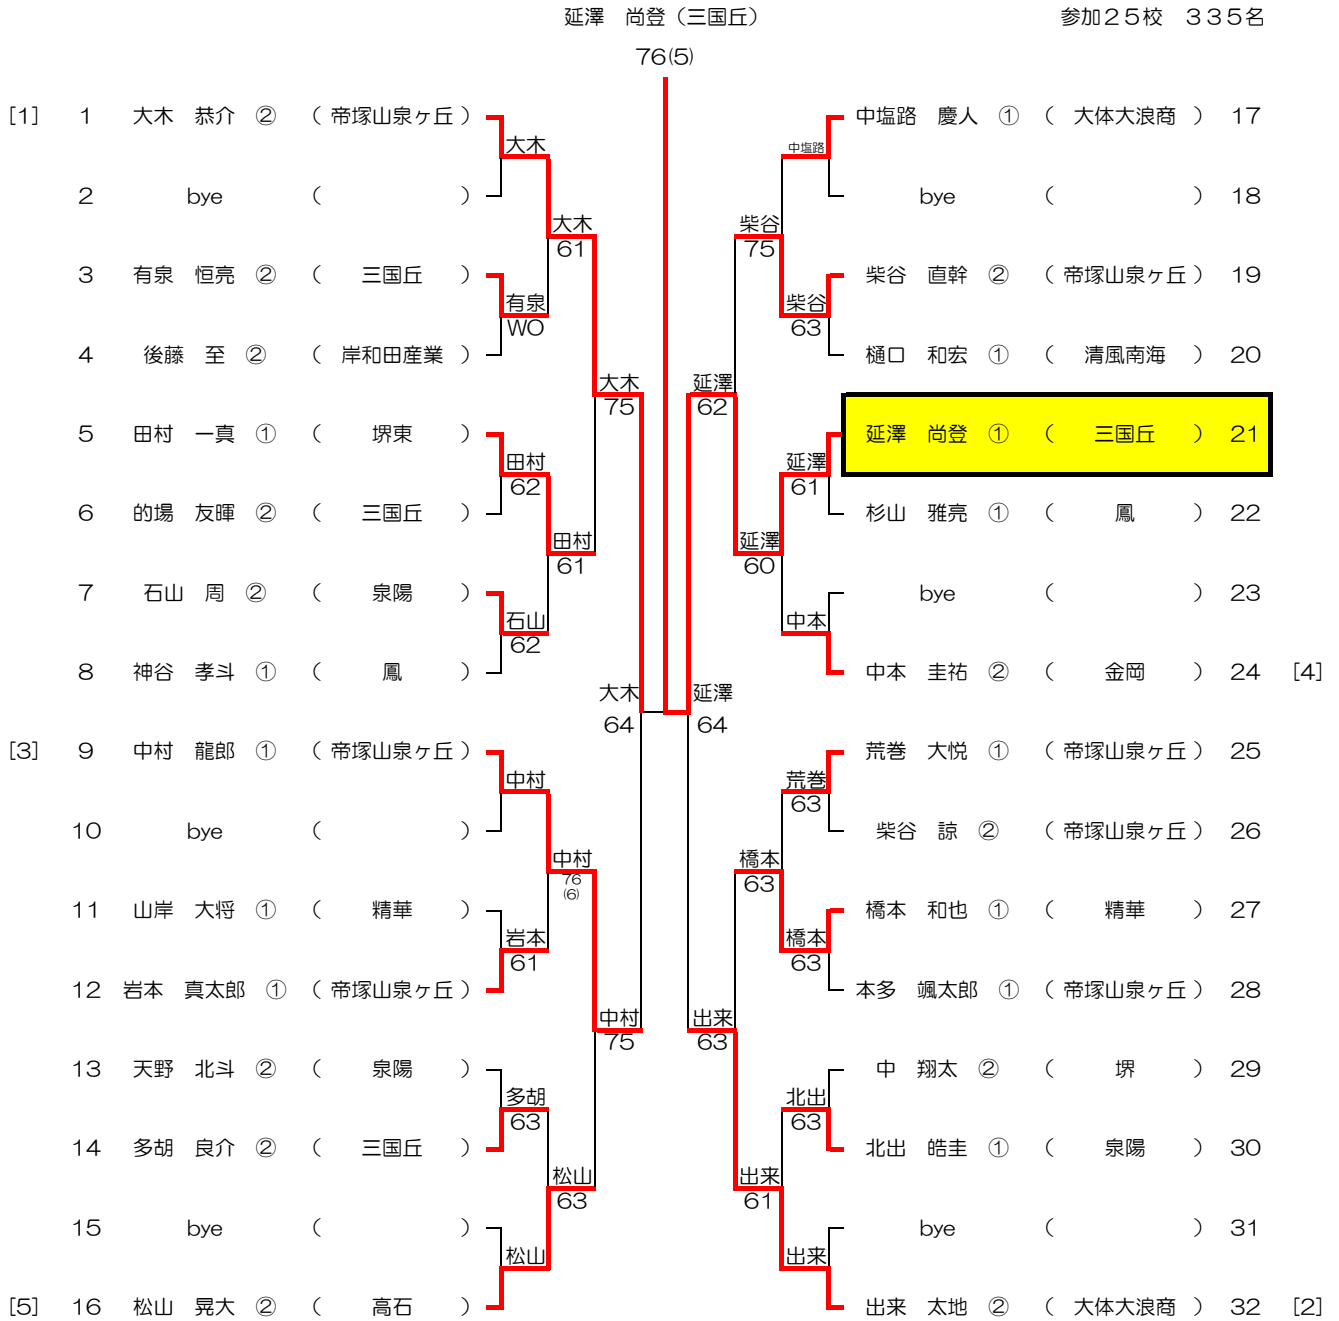 延澤　尚登（三国丘）
参加２５校　３３５名
76(5)
[1] 1 大木　恭介 ② （ 帝塚山泉ヶ丘 ）
大木
2 bye （ ）
大木
61
3 有泉　恒亮 ② （ 三国丘 ）
有泉
WO
4 後藤　至 ② （ 岸和田産業 ）
大木
75
5 田村　一真 ① （ 堺東 ）
田村
62
6 的場　友暉 ② （ 三国丘 ）
田村
61
7 石山　周 ② （ 泉陽 ）
石山
62
8 神谷　孝斗 ① （ 鳳 ）
大木
64
[3] 9 中村　龍郎 ① （ 帝塚山泉ヶ丘 ）
中村
10 bye （ ）
中村
76
(6)
11 山岸　大将 ① （ 精華 ）
岩本
61
12 岩本　真太郎 ① （ 帝塚山泉ヶ丘 ）
中村
75
13 天野　北斗 ② （ 泉陽 ）
多胡
63
14 多胡　良介 ② （ 三国丘 ）
松山
63
15 bye （ ）
松山
[5] 16 松山　晃大 ② （ 高石 ）
中塩路　慶人 ① （ 大体大浪商 ） 17
中塩路
bye （ ） 18
柴谷
75
柴谷　直幹 ② （ 帝塚山泉ヶ丘 ） 19
柴谷
63
樋口　和宏 ① （ 清風南海 ） 20
延澤
62
延澤　尚登 ① （ 三国丘 ） 21
延澤
61
杉山　雅亮 ① （ 鳳 ） 22
延澤
60
bye （ ） 23
中本
中本　圭祐 ② （ 金岡 ） 24 [4]
延澤
64
荒巻　大悦 ① （ 帝塚山泉ヶ丘 ） 25
荒巻
63
柴谷　諒 ② （ 帝塚山泉ヶ丘 ） 26
橋本
63
橋本　和也 ① （ 精華 ） 27
橋本
63
本多　颯太郎 ① （ 帝塚山泉ヶ丘 ） 28
出来
63
中　翔太 ② （ 堺 ） 29
北出
63
北出　皓圭 ① （ 泉陽 ） 30
出来
61
bye （ ） 31
出来
出来　太地 ② （ 大体大浪商 ） 32 [2]